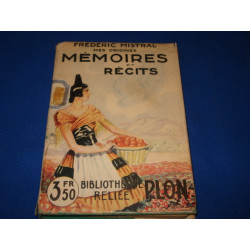 FRÉDÉRIC MISTRAL
MES ORIGINES
MÉMOIRES
ET
RÉCITS
3 FR 50
BIBLIOTHÈQUE
RELIÉE PLON